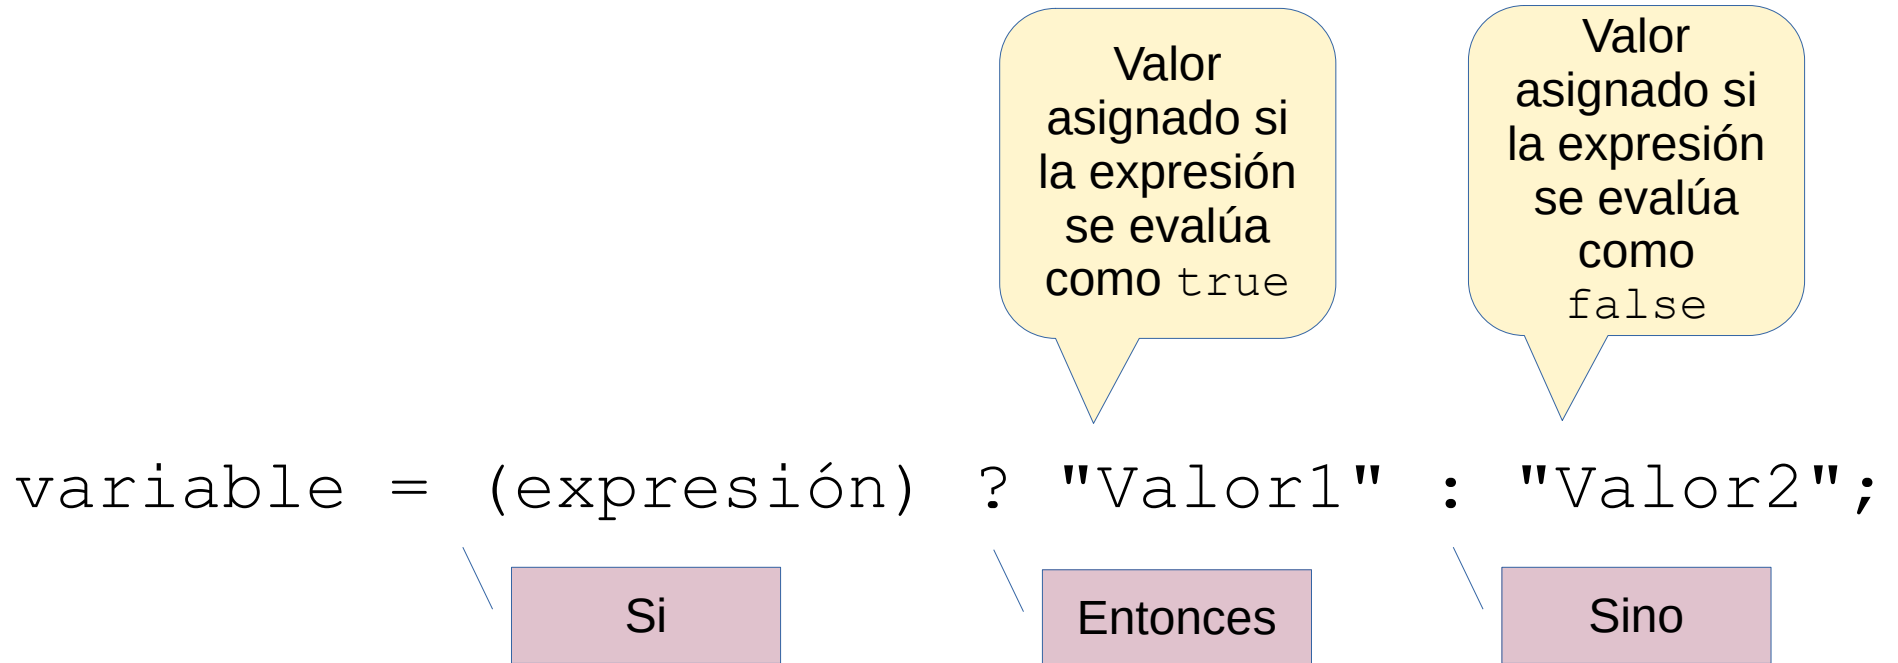 Valor
asignado si
la expresión
se evalúa
como true
Valor
asignado si
la expresión
se evalúa
como
false
variable = (expresión) ? "Valor1" : "Valor2";
Si
Entonces
Sino